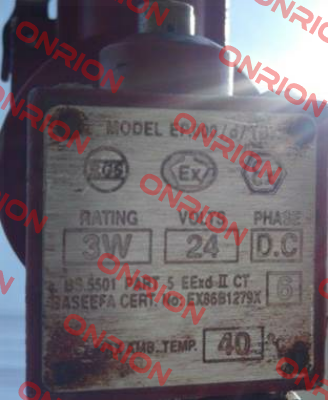 ONRION
MODEL
Ex
RATING VOLTS PHASE
3W 24 D.C
BS 5501 PART 5 EExd II CT 6
BASEEFA CERT. No: EX86B1279X
AMB. TEMP. 40 °C